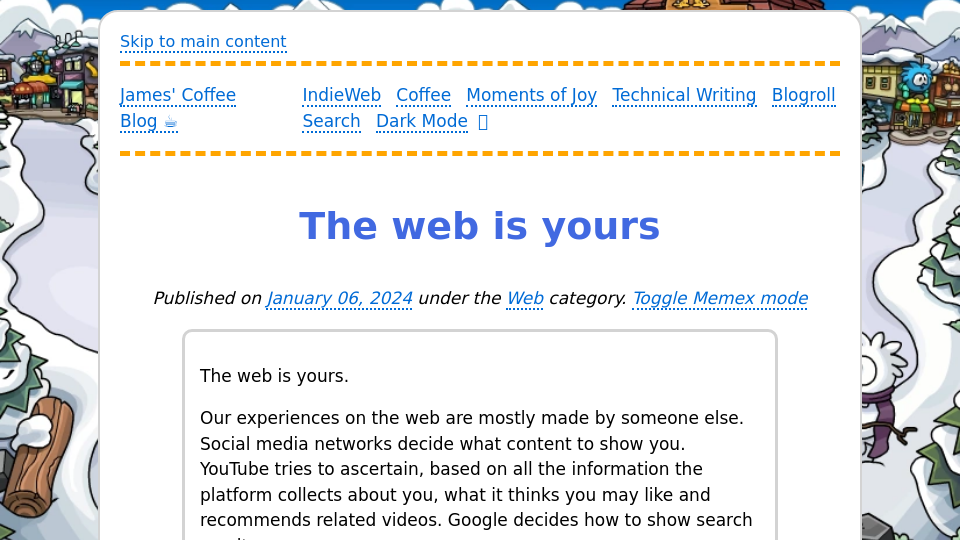 Skip to main content
James' Coffee Blog ☕
IndieWeb Coffee Moments of Joy Technical Writing Blogroll
Search Dark Mode
The web is yours
Published on January 06, 2024 under the Web category. Toggle Memex mode
The web is yours.
Our experiences on the web are mostly made by someone else.
Social media networks decide what content to show you.
YouTube tries to ascertain, based on all the information the
platform collects about you, what it thinks you may like and
recommends related videos. Google decides how to show search